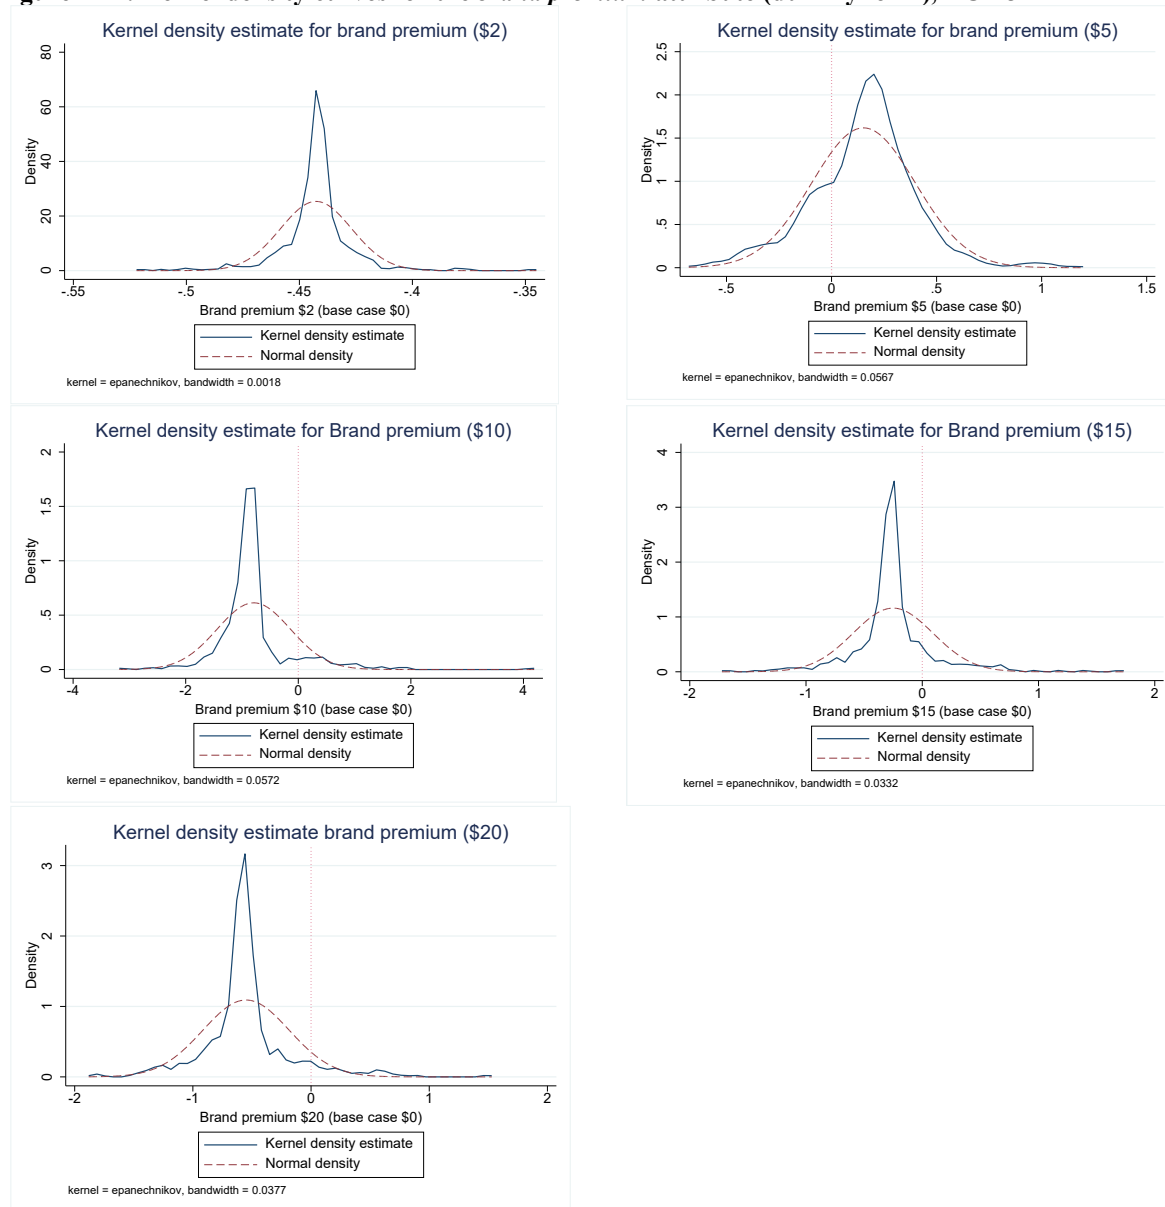 Kernel density estimate for brand premium ($2)
80
60
40
20
0
Density
-.55
-.5
-.45
-.4
-.35
Brand premium $2 (base case $0)
Kernel density estimate
Normal density
kernel = epanechnikov, bandwidth = 0.0018
Kernel density estimate for brand premium ($5)
2.5
2
1.5
1
.5
0
Density
-.5
0
.5
1
1.5
Brand premium $5 (base case $0)
Kernel density estimate
Normal density
kernel = epanechnikov, bandwidth = 0.0567
Kernel density estimate for Brand premium ($10)
2
1.5
1
.5
0
Density
-4
-2
0
2
4
Brand premium $10 (base case $0)
Kernel density estimate
Normal density
kernel = epanechnikov, bandwidth = 0.0572
Kernel density estimate for Brand premium ($15)
4
3
2
1
0
Density
-2
-1
0
1
2
Brand premium $15 (base case $0)
Kernel density estimate
Normal density
kernel = epanechnikov, bandwidth = 0.0332
Kernel density estimate brand premium ($20)
3
2
1
0
Density
-2
-1
0
1
2
Brand premium $20 (base case $0)
Kernel density estimate
Normal density
kernel = epanechnikov, bandwidth = 0.0377